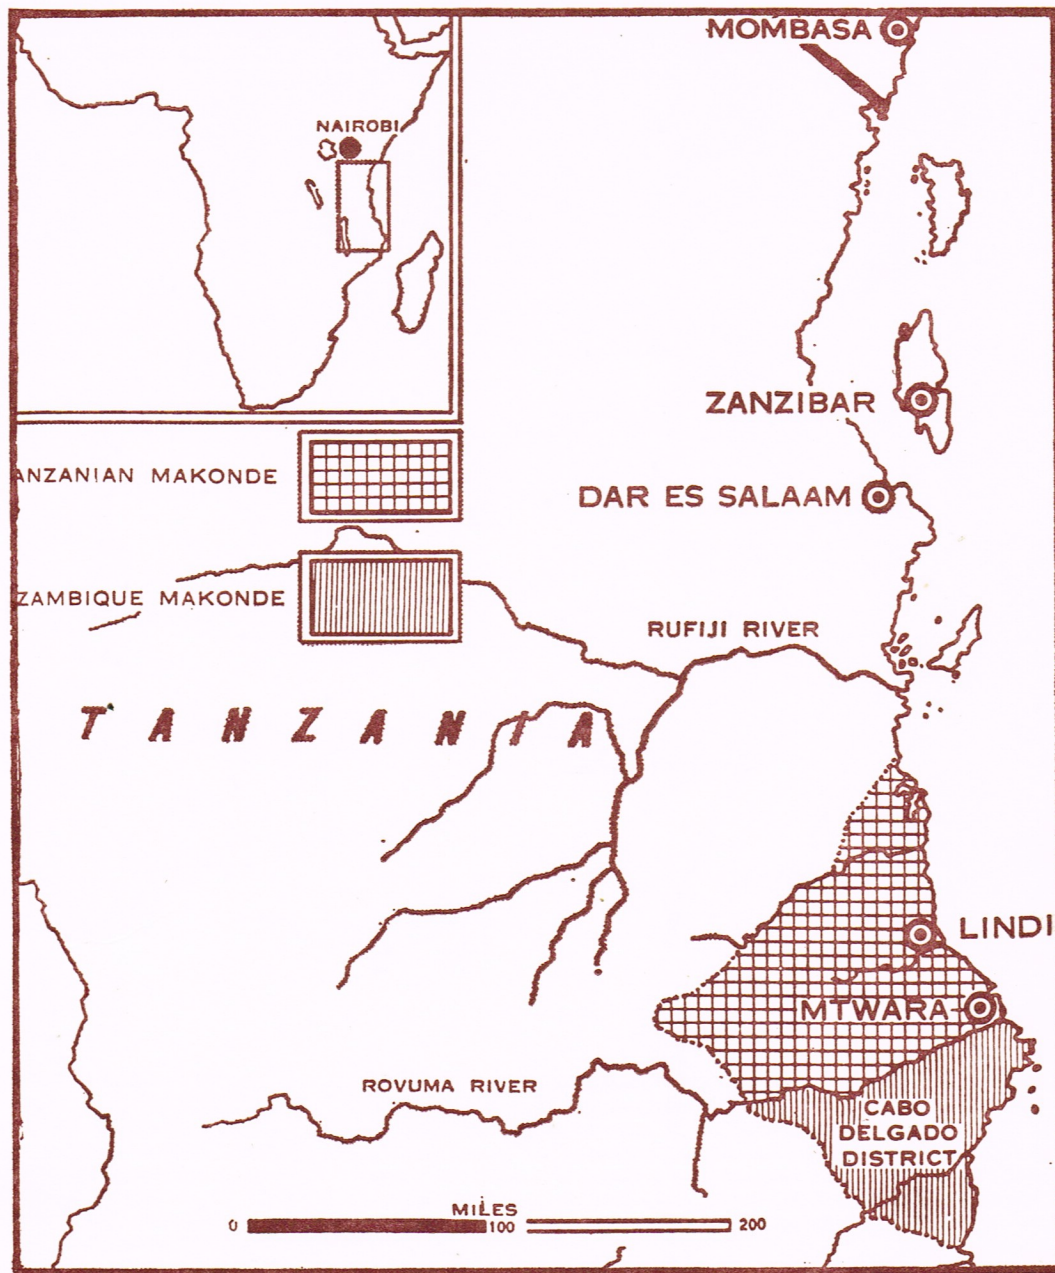 MOMBASA
NAIROBI
ZANZIBAR
ANZANIAN MAKONDE
DAR ES SALAAM
ZAMBIQUE MAKONDE
RUFIJI RIVER
TANZANIA
LINDI
MTWARA
ROVUMA RIVER
CABO
DELGADO
DISTRICT
MILES
0 100 200